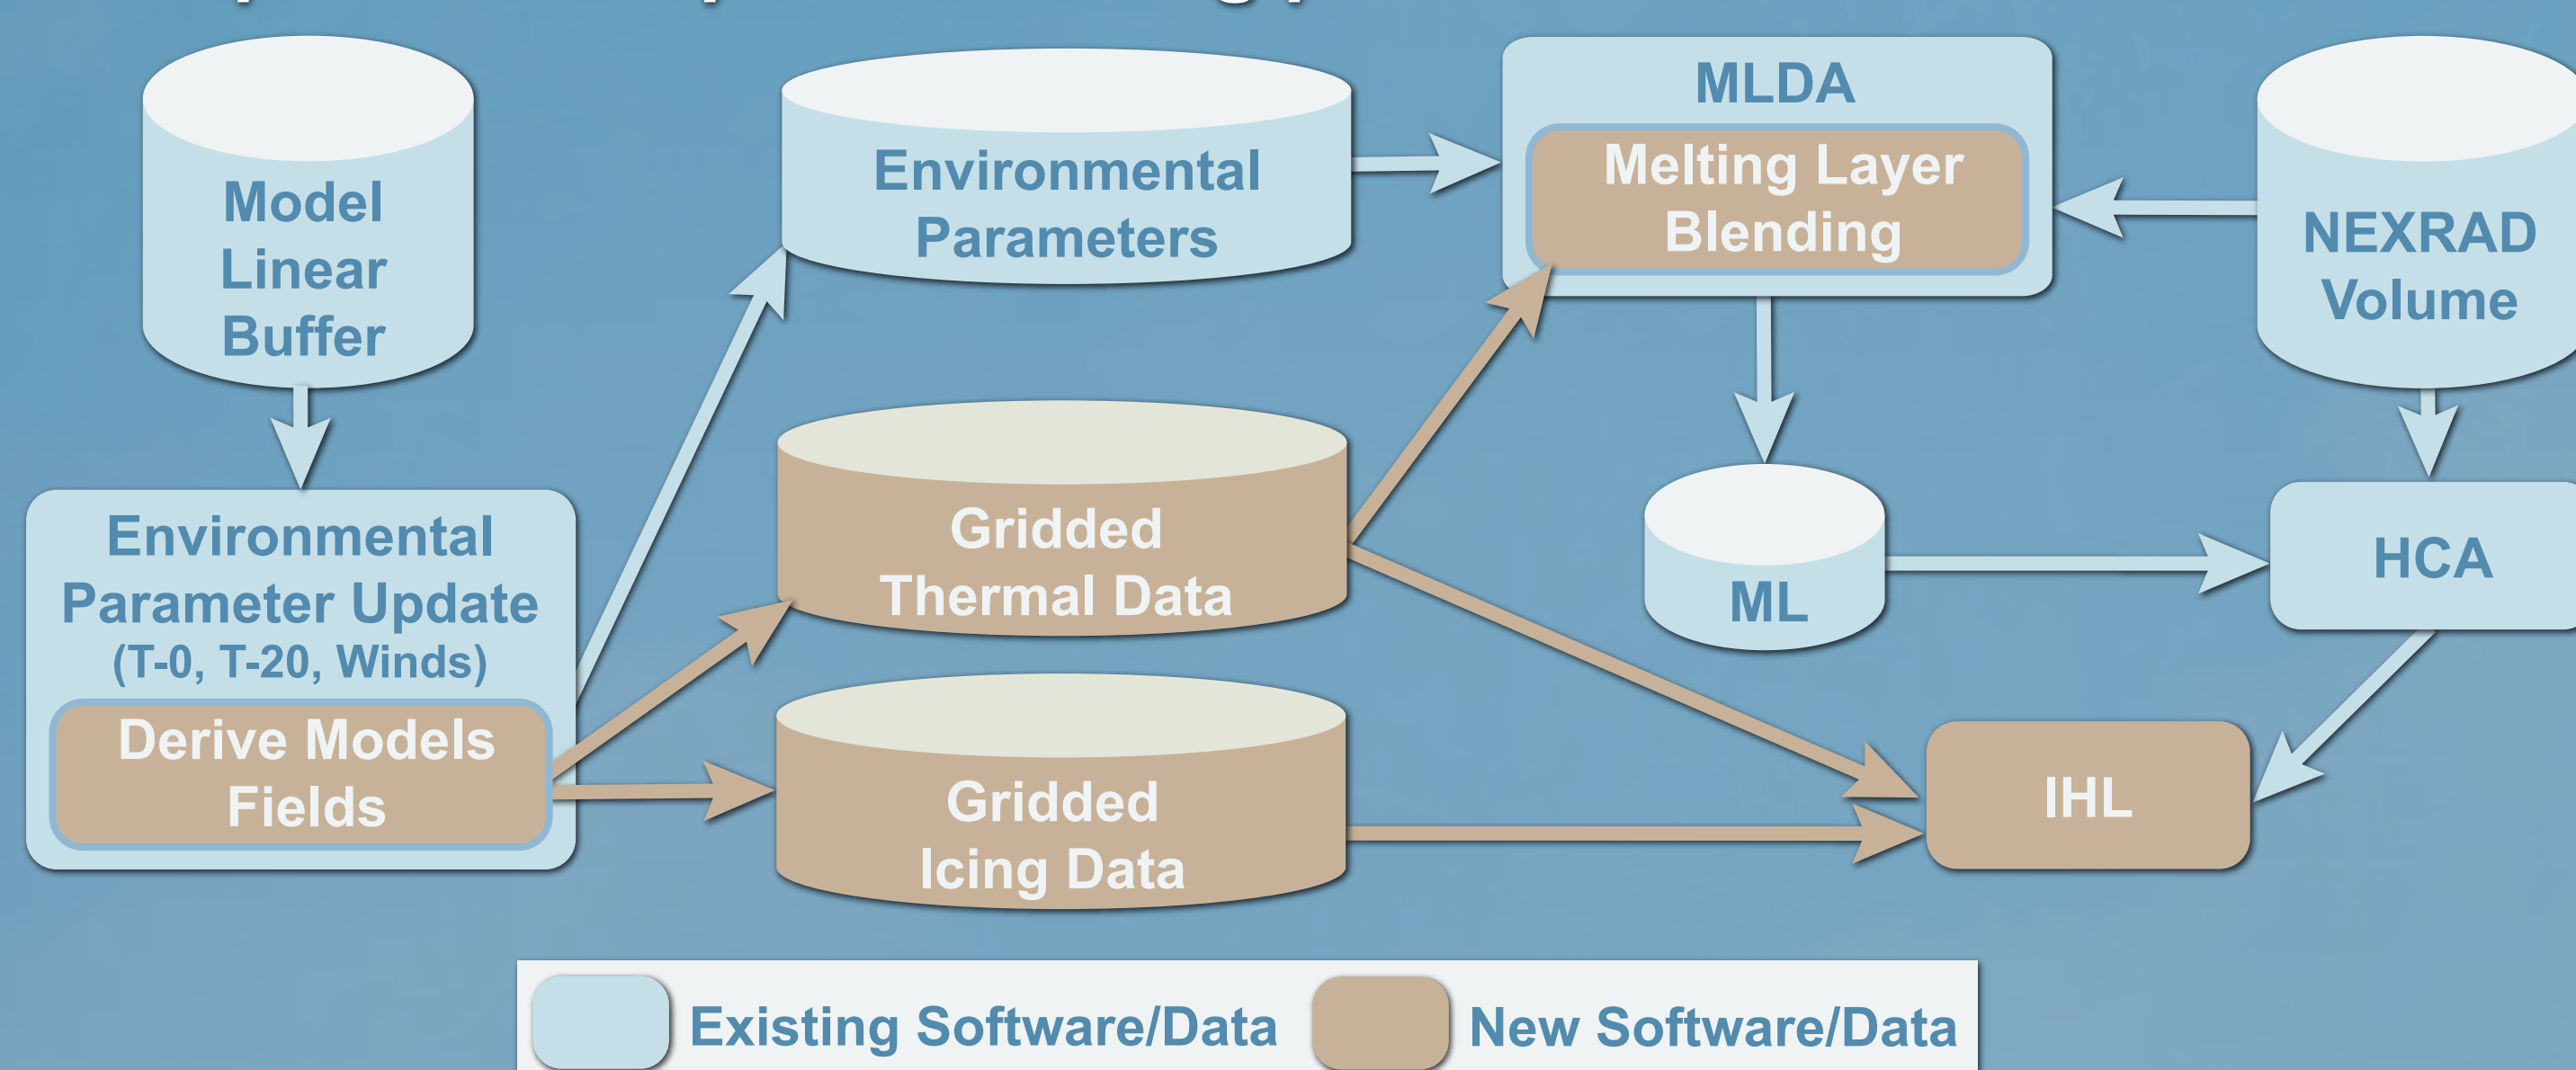 Model
Linear
Buffer
Environmental
Parameters
MLDA
Melting Layer
Blending
NEXRAD
Volume
Environmental
Parameter Update
(T-0, T-20, Winds)
Derive Models
Fields
Gridded
Thermal Data
ML
HCA
Gridded
Icing Data
IHL
Existing Software/Data
New Software/Data